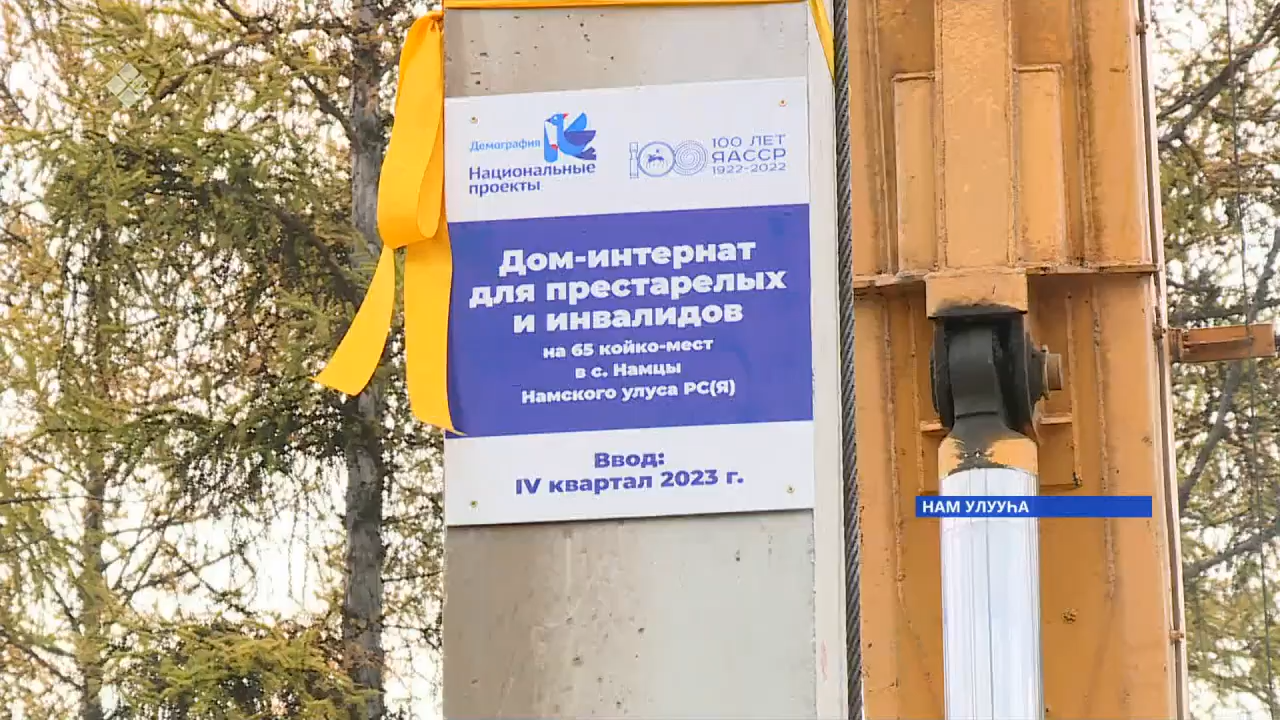 Демография
Национальные
проекты
100 ЛЕТ
ЯАССР
1922-2022
Дом-интернат
для престарелых
и инвалидов
на 65 койко-мест
в с. Намцы
Намского улуса РС(Я)
Ввод:
IV квартал 2023 г.
НАМ УЛУУҺА